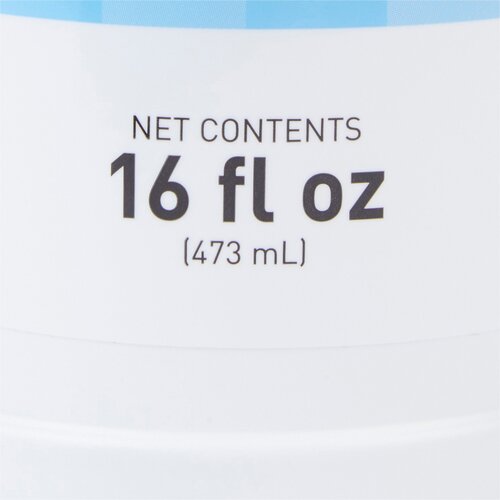 NET CONTENTS
16 fl oz
(473 mL)